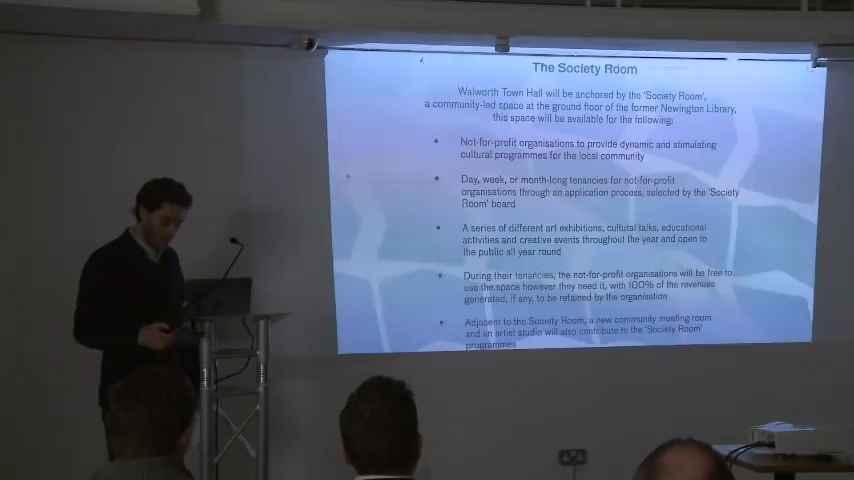 The Society Room
Walworth Town Hall will be anchored by the 'Society Room',
a community-led space at the ground floor of the former Newington Library,
this space will be available for the following:
• Not-for-profit organisations to provide dynamic and stimulating
cultural programmes for the local community
• Day, week, or month-long tenancies for not-for-profit
organisations through an application process, selected by the 'Society
Room' board
• A series of different art exhibitions, cultural talks, educational
activities and creative events throughout the year and open to
the public all year round
• During their tenancies, the not-for-profit organisations will be free to
use the space however they need it, with 100% of the revenues
generated, if any, to be retained by the organisation
• Adjacent to the Society Room, a new community meeting room
and an artist studio will also contribute to the 'Society Room'
programmes